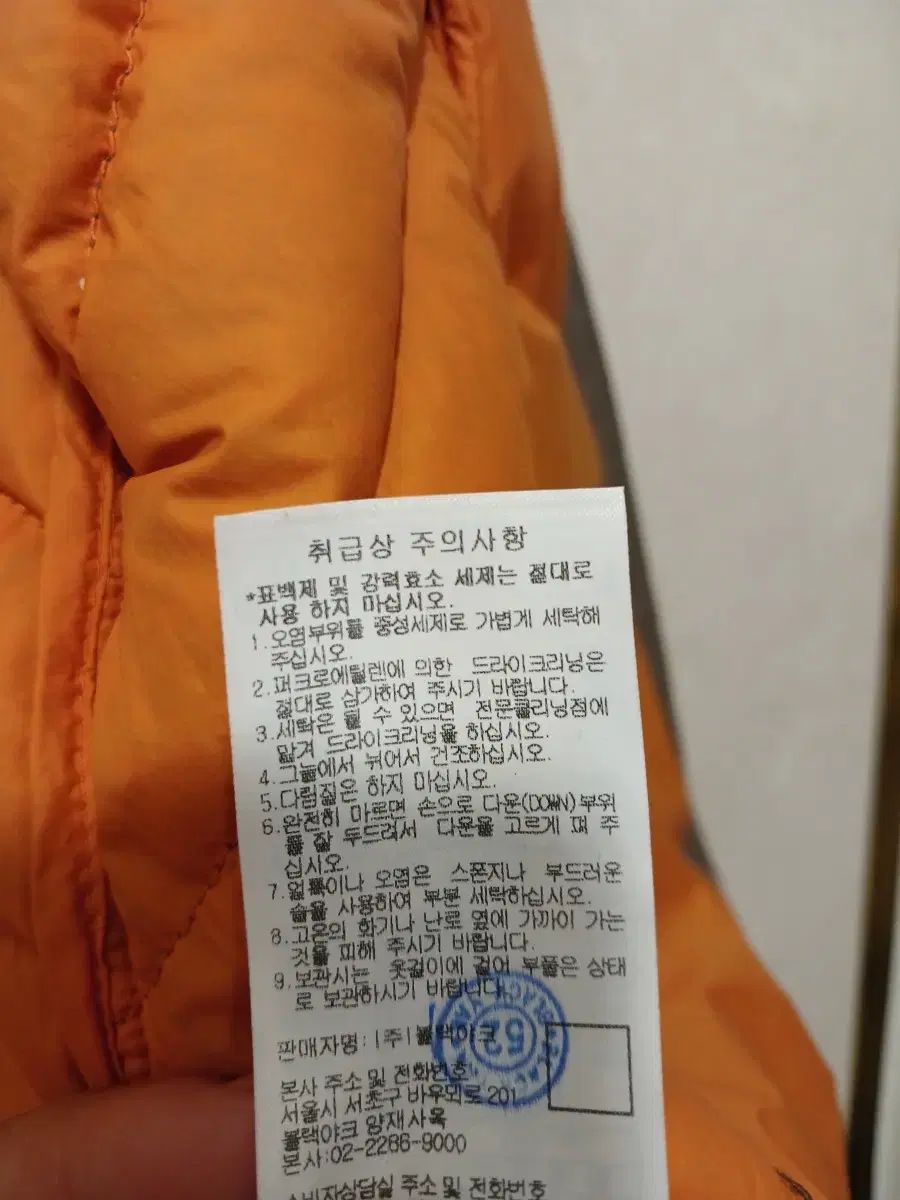 취급상 주의사항
*표백제 및 강력효소 세제는 절대로
사용 하지 마십시오.
1.오염부위를 중성세제로 가볍게 세탁해
주십시오.
2.퍼크로에틸렌에 의한 드라이크리닝은
절대로 삼가하여 주시기 바랍니다.
3.세탁은 될 수 있으면 전문클리닝점에
맡겨 드라이크리닝을 하십시오.
4.그늘에서 뉘어서 건조하십시오.
5.다림질은 하지 마십시오.
6.완전히 마르면 손으로 다운(DOWN)부위
를 잘 두드려서 다운을 고르게 펴 주
십시오.
7.얼룩이나 오염은 스폰지나 부드러운
솔을 사용하여 부분 세탁하십시오.
8.고온의 화기나 난로 옆에 가까이 가는
것을 피해 주시기 바랍니다.
9.보관시는 옷걸이에 걸어 부풀은 상태
로 보관하시기 바랍니다.
판매자명:(주)블랙야크
52
본사 주소 및 전화번호
서울시 서초구 바우뫼로 201
블랙야크 양재사옥
본사:02-2286-9000
소비자상담실 주소 및 전화번호